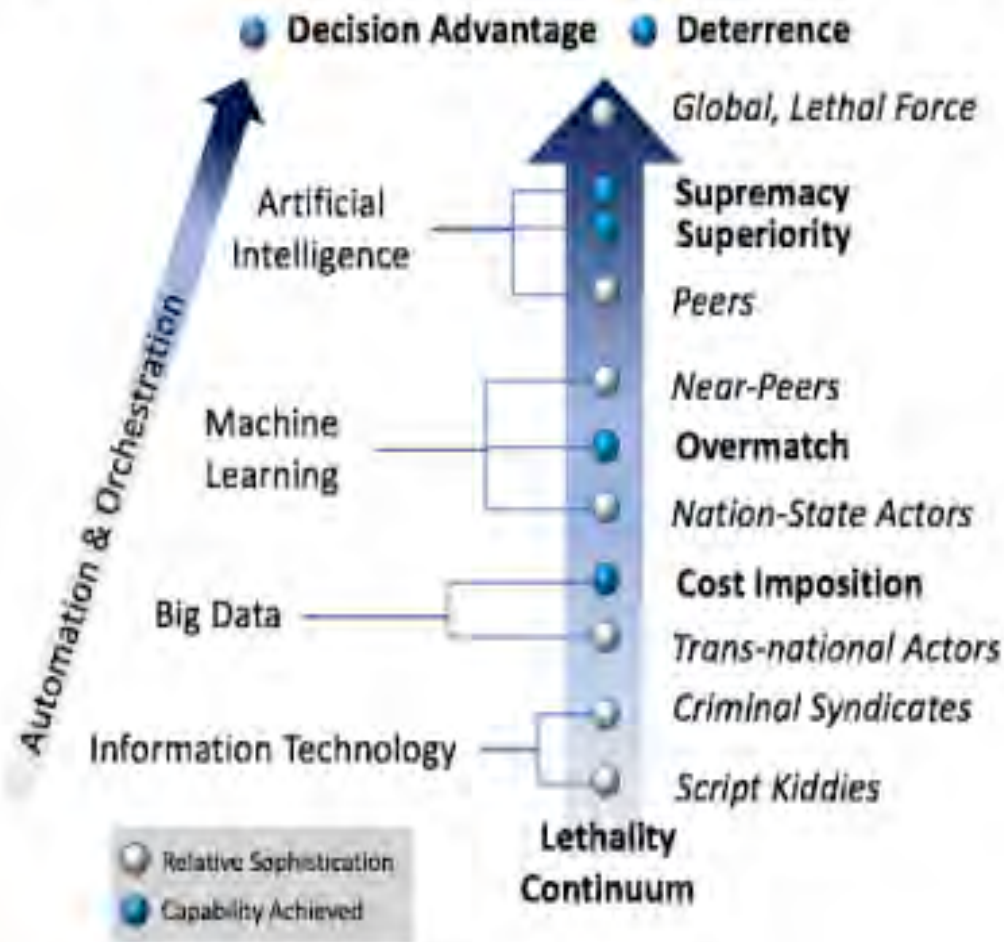 Decision Advantage
Deterrence
Global, Lethal Force
Artificial
Intelligence
Supremacy
Superiority
Peers
Near-Peers
Machine
Learning
Overmatch
Nation-State Actors
Automation & Orchestration
Cost Imposition
Big Data
Trans-national Actors
Criminal Syndicates
Information Technology
Script Kiddies
Lethality
Continuum
Relative Sophistication
Capability Achieved